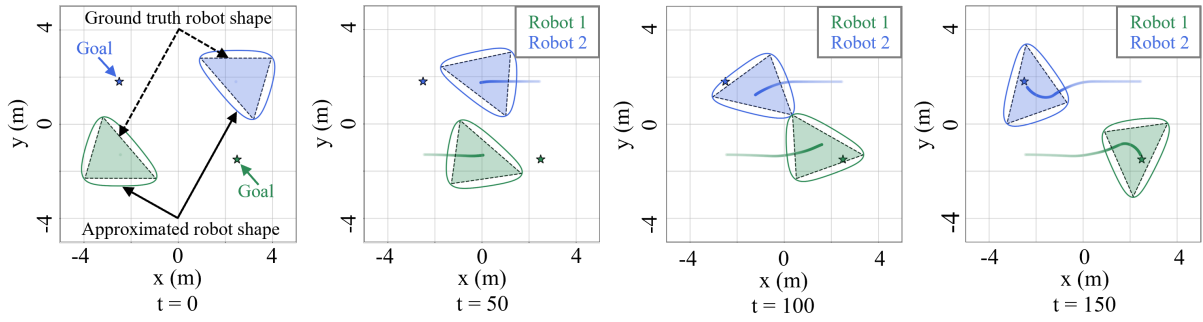 Ground truth robot shape
Goal
Goal
Approximated robot shape
y (m)
4
0
-4
-4
0
4
x (m)
t = 0
Robot 1
Robot 2
y (m)
4
0
-4
-4
0
4
x (m)
t = 50
Robot 1
Robot 2
y (m)
4
0
-4
-4
0
4
x (m)
t = 100
Robot 1
Robot 2
y (m)
4
0
-4
-4
0
4
x (m)
t = 150